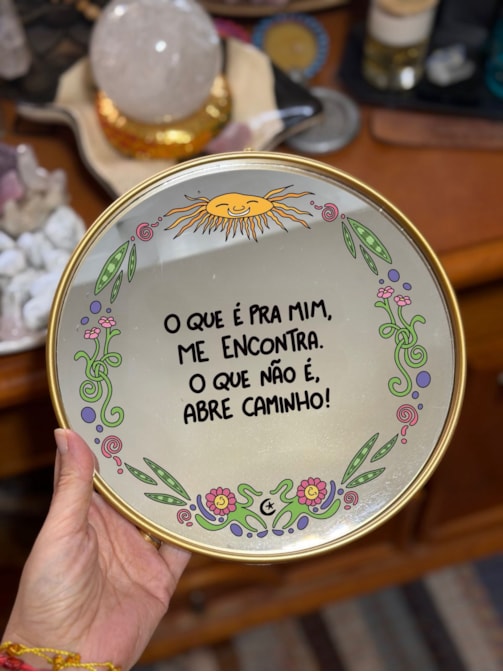 O QUE É PRA MIM,
ME ENCONTRA.
O QUE NÃO É,
ABRE CAMINHO!